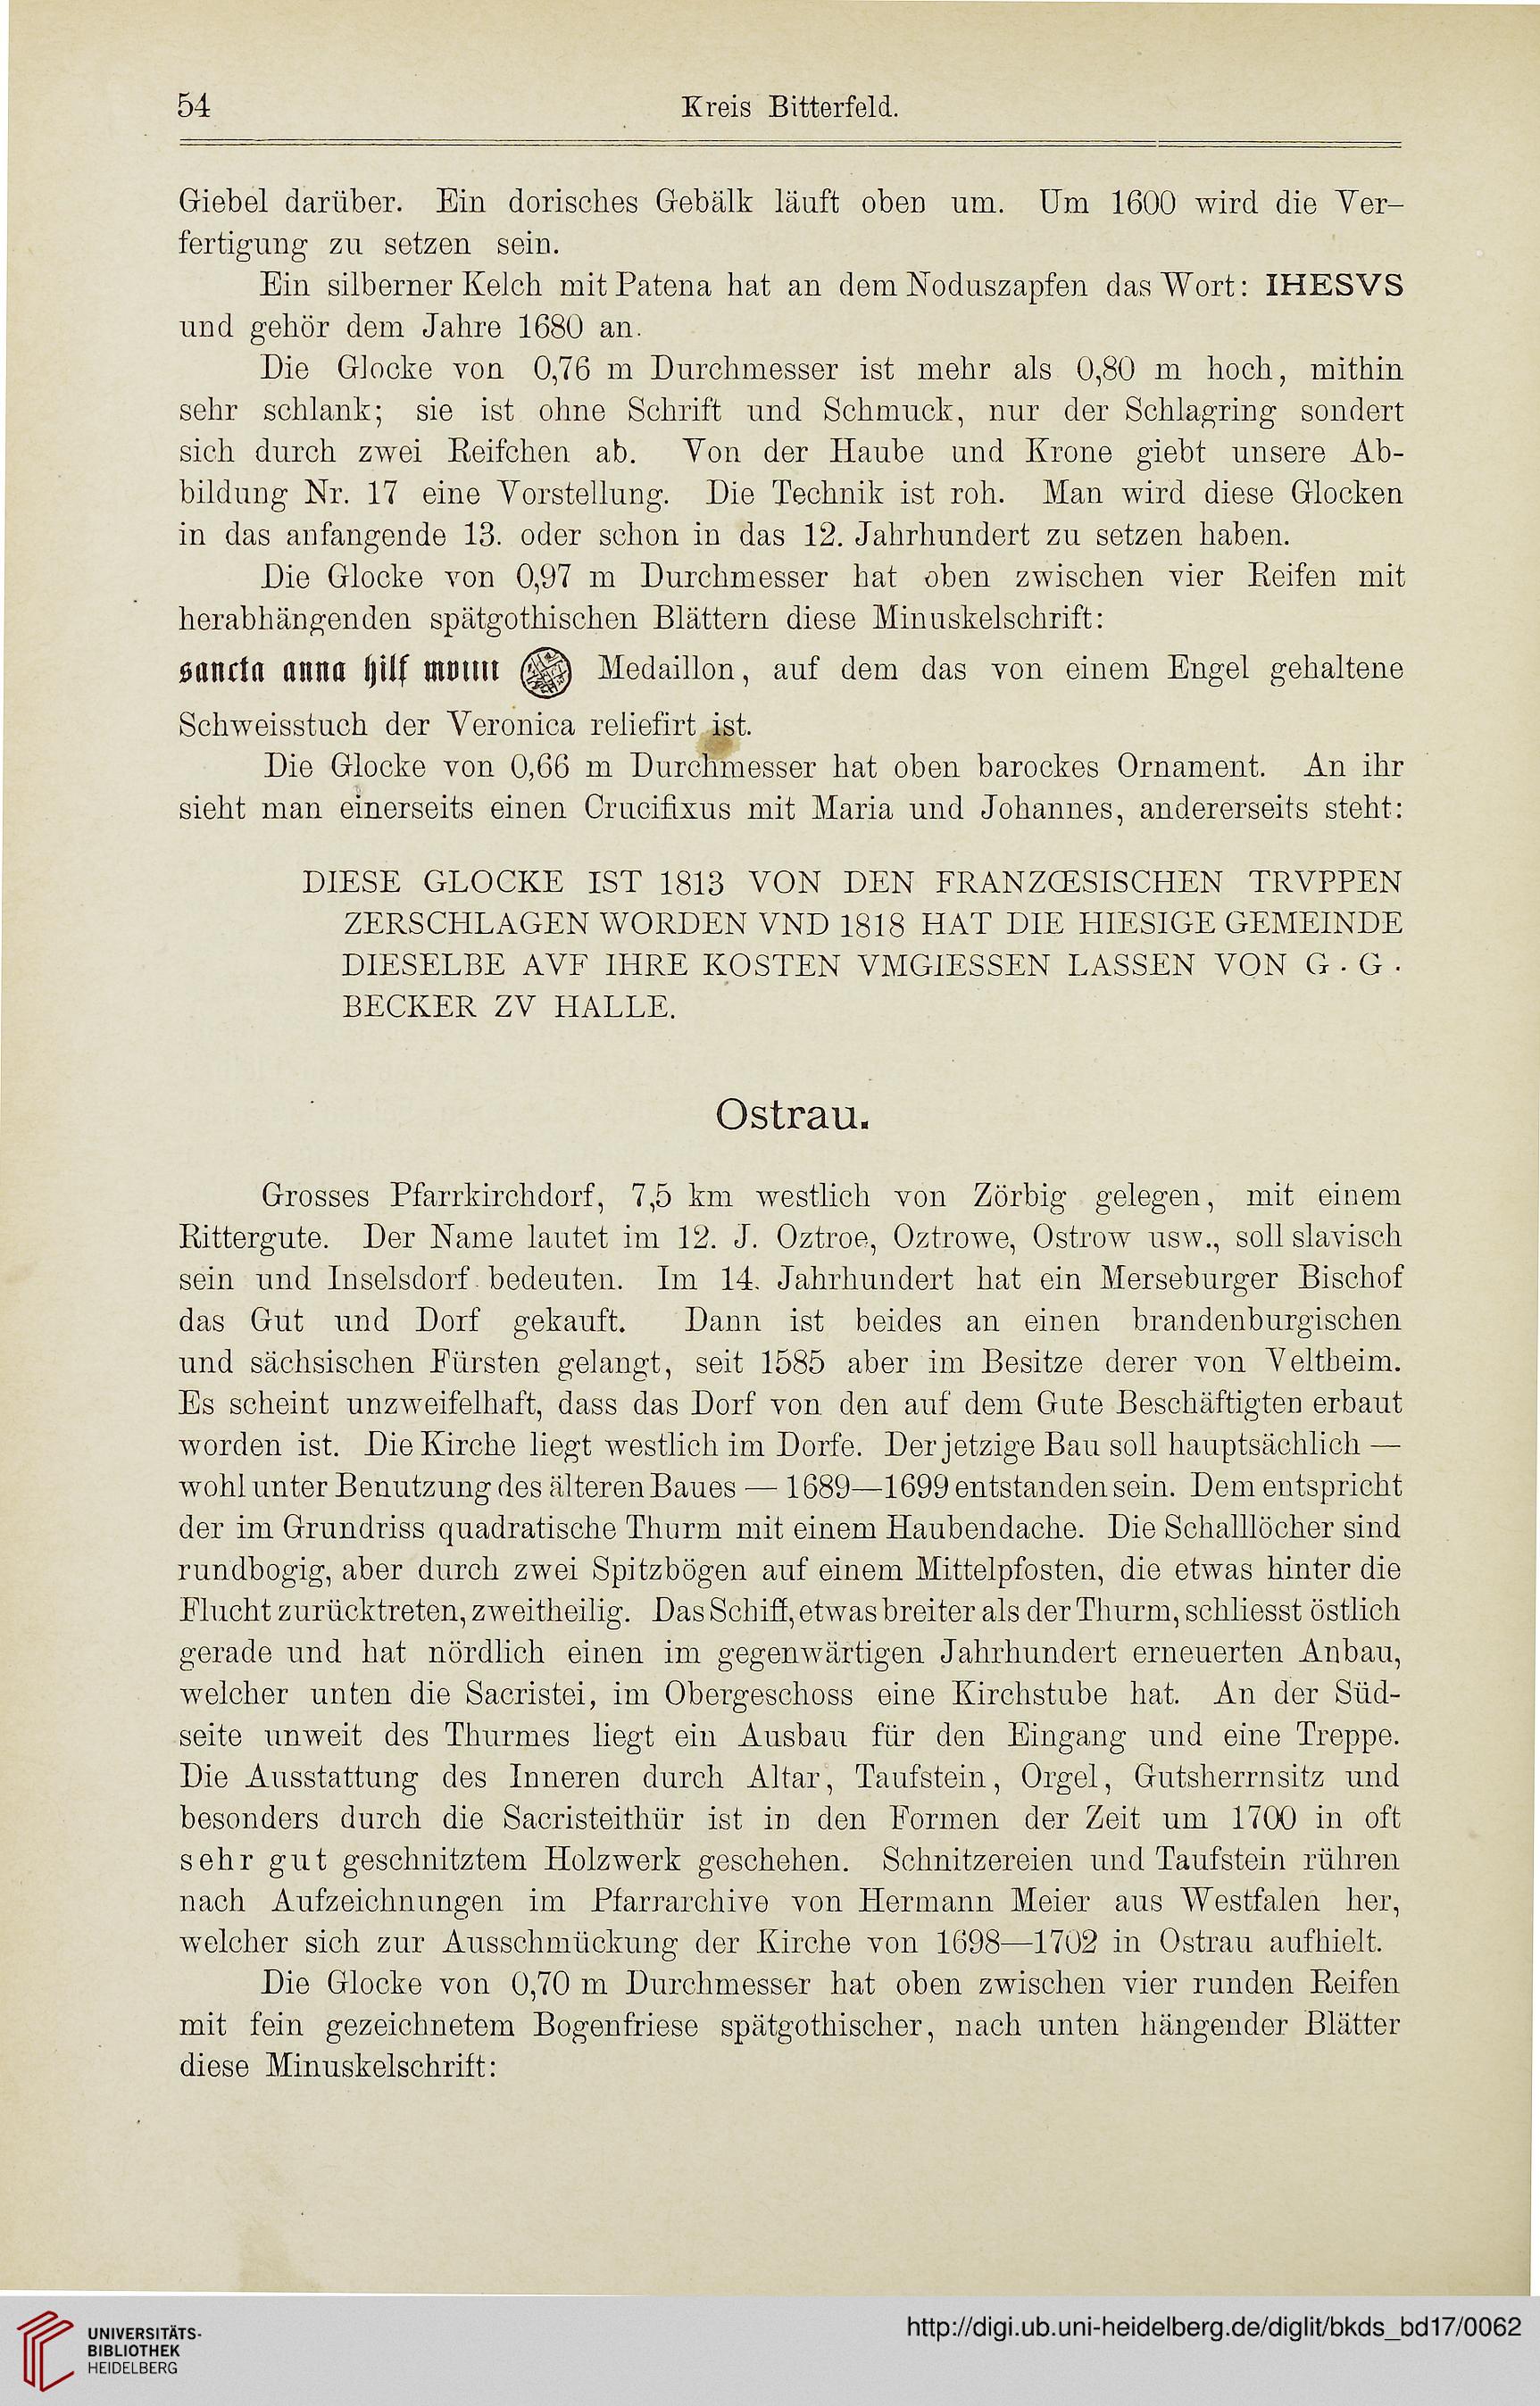 54
Kreis Bitterfeld.
Giebel darüber. Ein dorisches Gebälk läuft oben um. Um 1600 wird die Ver-
fertigung zu setzen sein.
Ein silberner Kelch mit Patena hat an dem Noduszapfen das Wort: IHESVS
und gehör dem Jahre 1680 an.
Die Glocke von 0,76 m Durchmesser ist mehr als 0,80 m hoch, mithin
sehr schlank; sie ist ohne Schrift und Schmuck, nur der Schlagring sondert
sich durch zwei Reifchen ab. Von der Haube und Krone giebt unsere Ab-
bildung Nr. 17 eine Vorstellung. Die Technik ist roh. Man wird diese Glocken
in das anfangende 13. oder schon in das 12. Jahrhundert zu setzen haben.
Die Glocke von 0,97 m Durchmesser hat oben zwischen vier Reifen mit
herabhängenden spätgothischen Blättern diese Minuskelschrift:
sancta anna hilf Medaillon, auf dem das von einem Engel gehaltene
Schweisstuch der Veronica reliefirt ist.
Die Glocke von 0,66 m Durchmesser hat oben barockes Ornament. An ihr
sieht man einerseits einen Crucifixus mit Maria und Johannes, andererseits steht:
DIESE GLOCKE IST 1813 VON DEN FRANZŒSISCHEN TRVPPEN
ZERSCHLAGEN WORDEN VND 1818 HAT DIE HIESIGE GEMEINDE
DIESELBE AVF IHRE KOSTEN VMGIESSEN LASSEN VON G · G ·
BECKER ZV HALLE.
Ostrau.
Grosses Pfarrkirchdorf, 7,5 km westlich von Zörbig gelegen, mit einem
Rittergute. Der Name lautet im 12. J. Oztroe, Oztrowe, Ostrow usw., soll slavisch
sein und Inselsdorf bedeuten. Im 14. Jahrhundert hat ein Merseburger Bischof
das Gut und Dorf gekauft. Dann ist beides an einen brandenburgischen
und sächsischen Fürsten gelangt, seit 1585 aber im Besitze derer von Veltheim.
Es scheint unzweifelhaft, dass das Dorf von den auf dem Gute Beschäftigten erbaut
worden ist. Die Kirche liegt westlich im Dorfe. Der jetzige Bau soll hauptsächlich —
wohl unter Benutzung des älteren Baues — 1689—1699 entstanden sein. Dem entspricht
der im Grundriss quadratische Thurm mit einem Haubendache. Die Schalllöcher sind
rundbogig, aber durch zwei Spitzbögen auf einem Mittelpfosten, die etwas hinter die
Flucht zurücktreten, zweitheilig. Das Schiff, etwas breiter als der Thurm, schliesst östlich
gerade und hat nördlich einen im gegenwärtigen Jahrhundert erneuerten Anbau,
welcher unten die Sacristei, im Obergeschoss eine Kirchstube hat. An der Süd-
seite unweit des Thurmes liegt ein Ausbau für den Eingang und eine Treppe.
Die Ausstattung des Inneren durch Altar, Taufstein, Orgel, Gutsherrnsitz und
besonders durch die Sacristeithür ist in den Formen der Zeit um 1700 in oft
sehr gut geschnitztem Holzwerk geschehen. Schnitzereien und Taufstein rühren
nach Aufzeichnungen im Pfarrarchive von Hermann Meier aus Westfalen her,
welcher sich zur Ausschmückung der Kirche von 1698—1702 in Ostrau aufhielt.
Die Glocke von 0,70 m Durchmesser hat oben zwischen vier runden Reifen
mit fein gezeichnetem Bogenfriese spätgothischer, nach unten hängender Blätter
diese Minuskelschrift:
UNIVERSITÄTS-
BIBLIOTHEK
HEIDELBERG
http://digi.ub.uni-heidelberg.de/diglit/bkds_bd17/0062